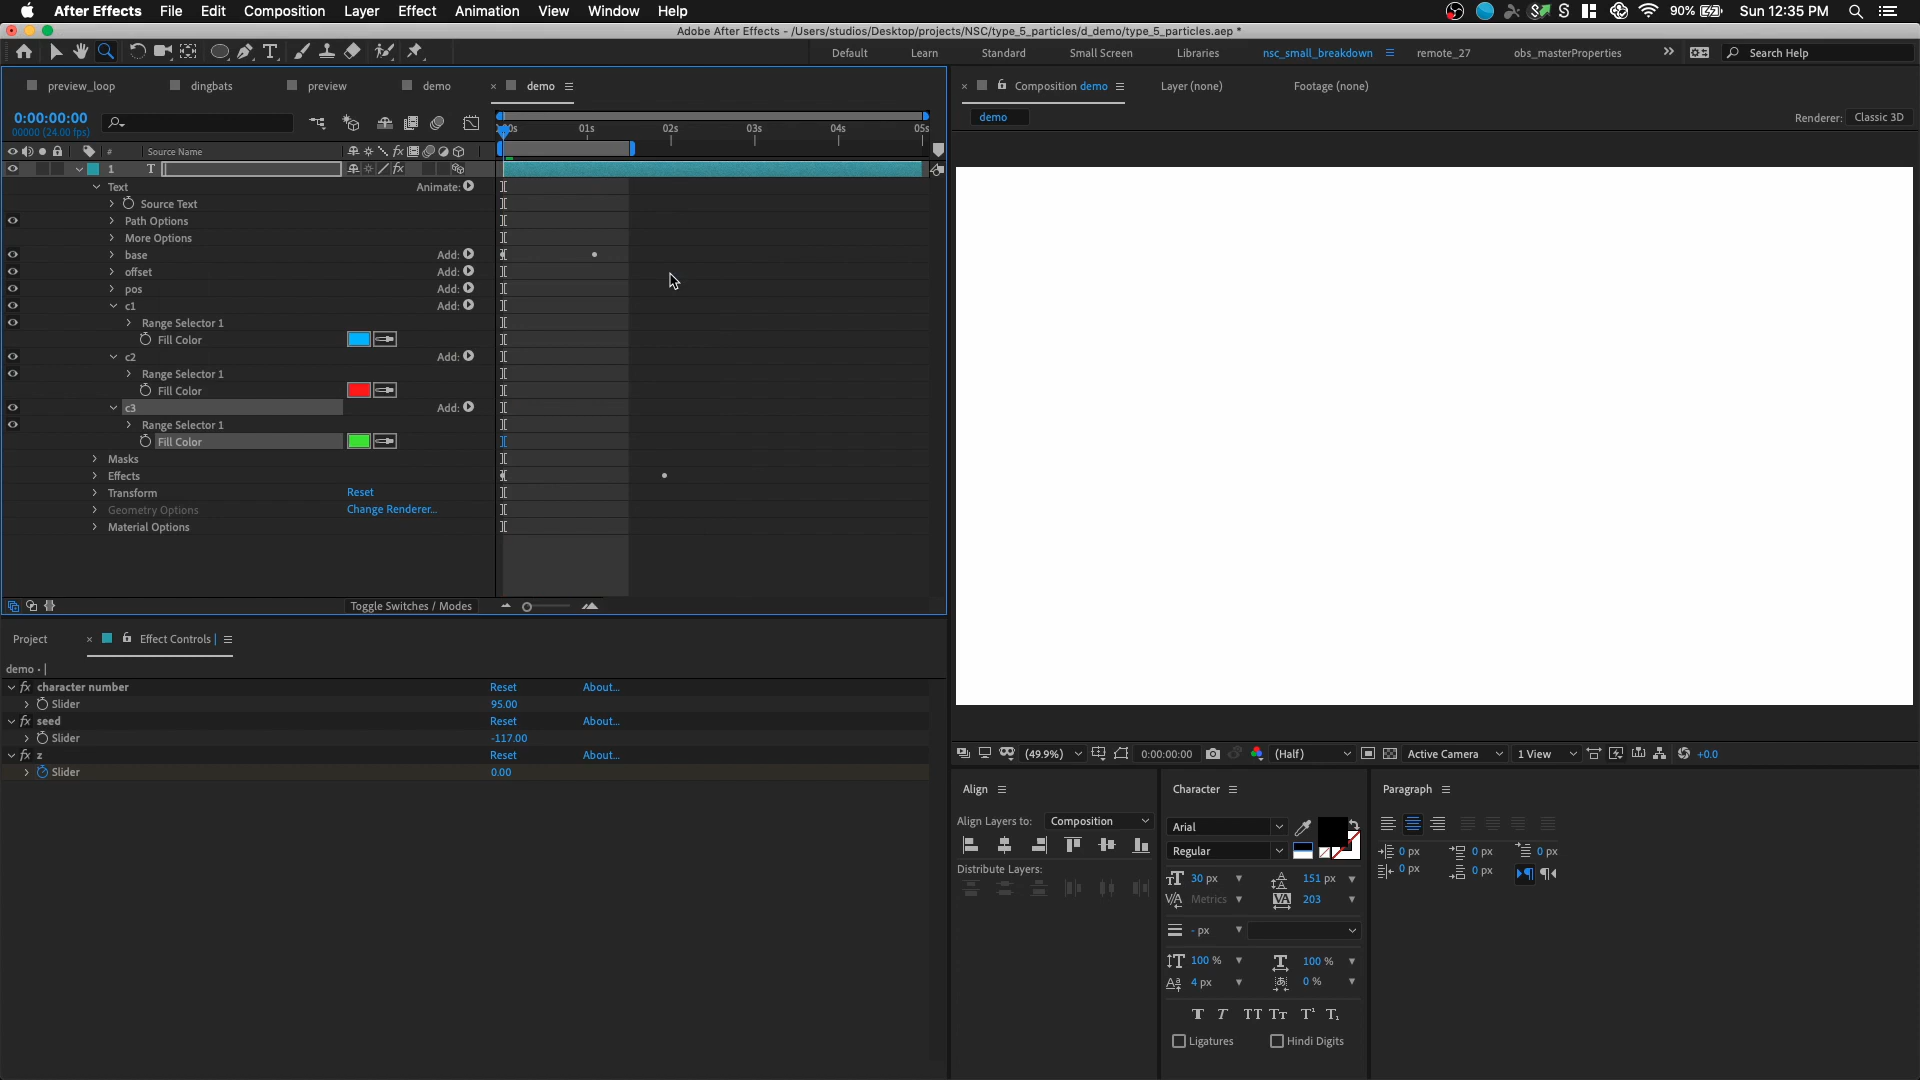 After Effects File Edit Composition Layer Effect Animation View Window Help 90% Sun 12:35 PM
Adobe After Effects - /Users/studios/Desktop/projects/NSC/type_5_particles/d_demo/type_5_particles.aep *
Default Learn Standard Small Screen Libraries nsc_small_breakdown remote_27 obs_masterProperties Search Help
preview_loop dingbats preview demo demo
Composition demo Layer (none) Footage (none)
0:00:00:00
00000 (24.00 fps)
01s 02s 03s 04s 05s
demo
Renderer: Classic 3D
# Source Name
1 T
Text Animate:
Source Text
Path Options
More Options
base Add:
offset Add:
pos Add:
c1 Add:
Range Selector 1
Fill Color
c2 Add:
Range Selector 1
Fill Color
c3 Add:
Range Selector 1
Fill Color
Masks
Effects
Transform Reset
Geometry Options Change Renderer...
Material Options
Toggle Switches / Modes
Project Effect Controls
demo •
fx character number Reset About...
Slider 95.00
fx seed Reset About...
Slider -117.00
fx z Reset About...
Slider 0.00
(49.9%) 0:00:00:00 (Half) Active Camera 1 View +0.0
Align Character Paragraph
Align Layers to: Composition
Distribute Layers:
Arial
Regular
30 px 151 px
Metrics 203
- px
100 % 100 %
4 px 0 %
Ligatures Hindi Digits
0 px 0 px 0 px
0 px 0 px